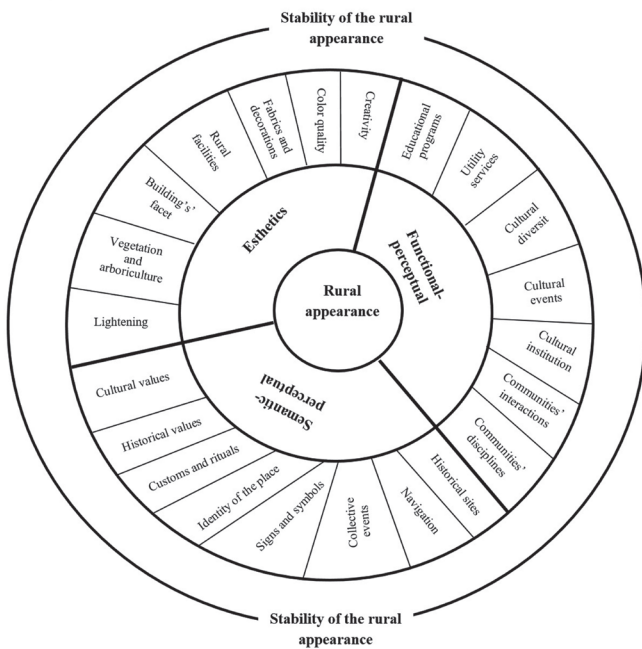 Stability of the rural
appearance
Creativity
Color quality
Fabrics and
decorations
Rural
facilities
Building's'
facet
Vegetation
and
arboriculture
Lightening
Educational
programs
Utility
services
Cultural
diversit
Cultural
events
Cultural
institution
Communities'
interactions
Communities'
disciplines
Esthetics
Functional-
perceptual
Rural
appearance
Semantic-
perceptual
Cultural values
Historical values
Customs and rituals
Identity of the place
Signs and symbols
Collective
events
Navigation
Historical sites
Stability of the rural
appearance